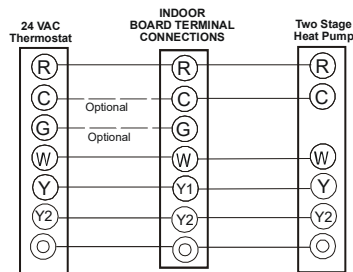 24 VAC
Thermostat
INDOOR
BOARD TERMINAL
CONNECTIONS
Two Stage
Heat Pump
R R R
C Optional C C
G Optional G
W W W
Y Y1 Y
Y2 Y2 Y2
O O O